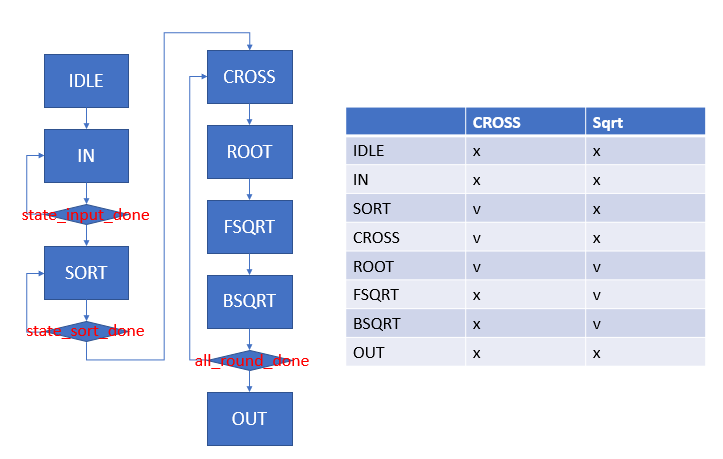 IDLE
IN
state_input_done
SORT
state_sort_done
CROSS
ROOT
FSQRT
BSQRT
all_round_done
OUT
CROSS Sqrt
IDLE x x
IN x x
SORT v x
CROSS v x
ROOT v v
FSQRT x v
BSQRT x v
OUT x x